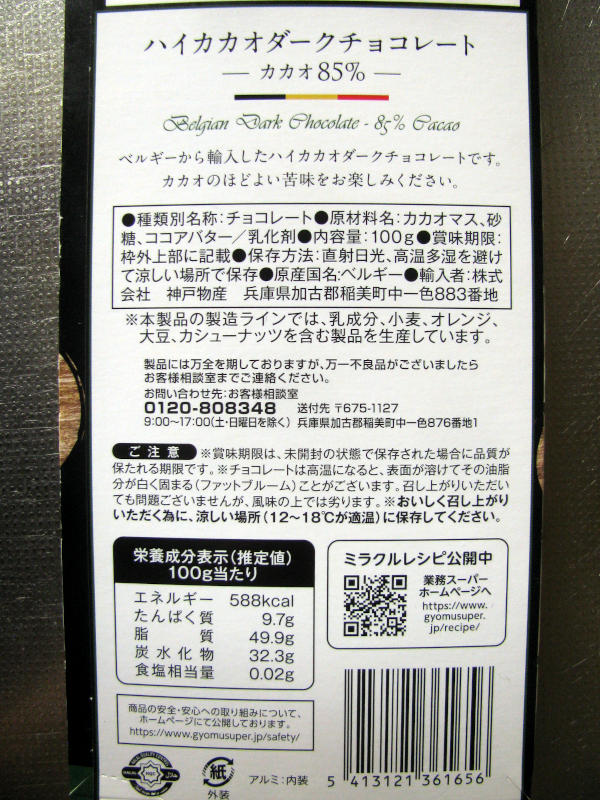 ハイカカオダークチョコレート
― カカオ85% ―
Belgian Dark Chocolate - 85% Cacao
ベルギーから輸入したハイカカオダークチョコレートです。
カカオのほどよい苦味をお楽しみください。
●種類別名称:チョコレート●原材料名:カカオマス、砂
糖、ココアバター/乳化剤●内容量:100g●賞味期限:
枠外上部に記載●保存方法:直射日光、高温多湿を避け
て涼しい場所で保存●原産国名:ベルギー●輸入者:株式
会社 神戸物産 兵庫県加古郡稲美町中一色883番地
※本製品の製造ラインでは、乳成分、小麦、オレンジ、
大豆、カシューナッツを含む製品を生産しています。
製品には万全を期しておりますが、万一不良品がございましたら
お客様相談室までご連絡ください。
お問い合わせ先:お客様相談室
0120-808348 送付先 〒675-1127
9:00~17:00(土・日曜日を除く) 兵庫県加古郡稲美町中一色876番地1
ご注意 ※賞味期限は、未開封の状態で保存された場合に品質が
保たれる期限です。※チョコレートは高温になると、表面が溶けてその油脂
分が白く固まる(ファットブルーム)ことがございます。召し上がりいただい
ても問題ございませんが、風味の上では劣ります。※おいしく召し上がり
いただく為に、涼しい場所(12~18℃が適温)に保存してください。
栄養成分表示(推定値)
100g当たり
エネルギー 588kcal
たんぱく質 9.7g
脂質 49.9g
炭水化物 32.3g
食塩相当量 0.02g
ミラクルレシピ公開中
業務スーパー
ホームページへ
https://www.
gyomusuper.
jp/recipe/
商品の安全・安心への取り組みについて、
ホームページにて公開しております。
https://www.gyomusuper.jp/safety/
HALAL
HQC
حلال
紙
外装
アルミ:内装
5 413121 361656